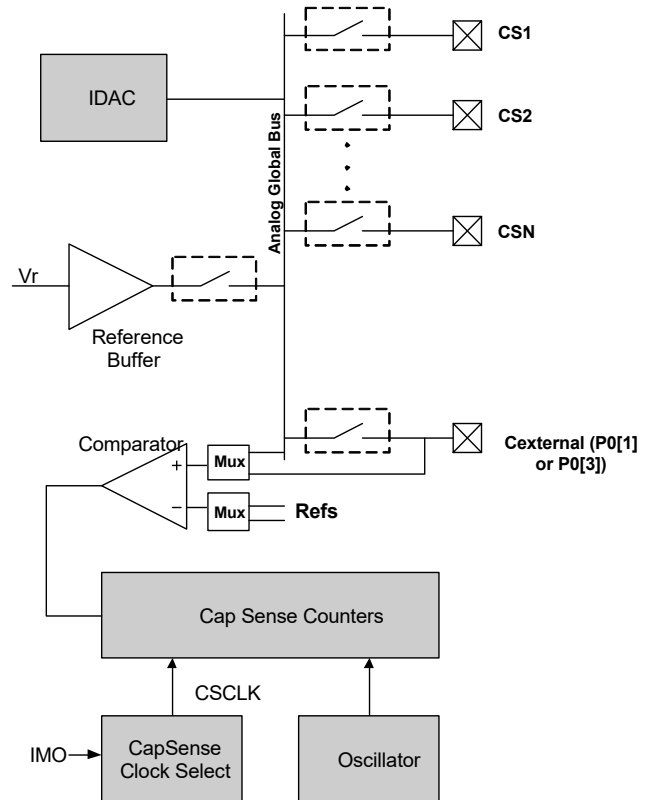 CS1
IDAC
CS2
Analog Global Bus
CSN
Vr
Reference
Buffer
Comparator
+
Mux
Cexternal (P0[1]
or P0[3])
−
Mux
Refs
Cap Sense Counters
CSCLK
IMO
CapSense
Clock Select
Oscillator